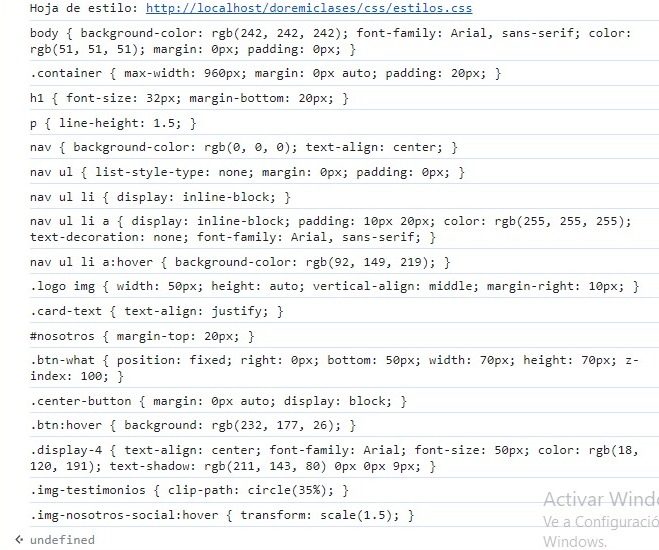 Hoja de estilo: http://localhost/doremiclases/css/estilos.css
body { background-color: rgb(242, 242, 242); font-family: Arial, sans-serif; color:
rgb(51, 51, 51); margin: 0px; padding: 0px; }
.container { max-width: 960px; margin: 0px auto; padding: 20px; }
h1 { font-size: 32px; margin-bottom: 20px; }
p { line-height: 1.5; }
nav { background-color: rgb(0, 0, 0); text-align: center; }
nav ul { list-style-type: none; margin: 0px; padding: 0px; }
nav ul li { display: inline-block; }
nav ul li a { display: inline-block; padding: 10px 20px; color: rgb(255, 255, 255);
text-decoration: none; font-family: Arial, sans-serif; }
nav ul li a:hover { background-color: rgb(92, 149, 219); }
.logo img { width: 50px; height: auto; vertical-align: middle; margin-right: 10px; }
.card-text { text-align: justify; }
#nosotros { margin-top: 20px; }
.btn-what { position: fixed; right: 0px; bottom: 50px; width: 70px; height: 70px; z-
index: 100; }
.center-button { margin: 0px auto; display: block; }
.btn:hover { background: rgb(232, 177, 26); }
.display-4 { text-align: center; font-family: Arial; font-size: 50px; color: rgb(18,
120, 191); text-shadow: rgb(211, 143, 80) 0px 0px 9px; }
.img-testimonios { clip-path: circle(35%); }
.img-nosotros-social:hover { transform: scale(1.5); }
undefined
Activar Windo
Ve a Configuració
Windows.